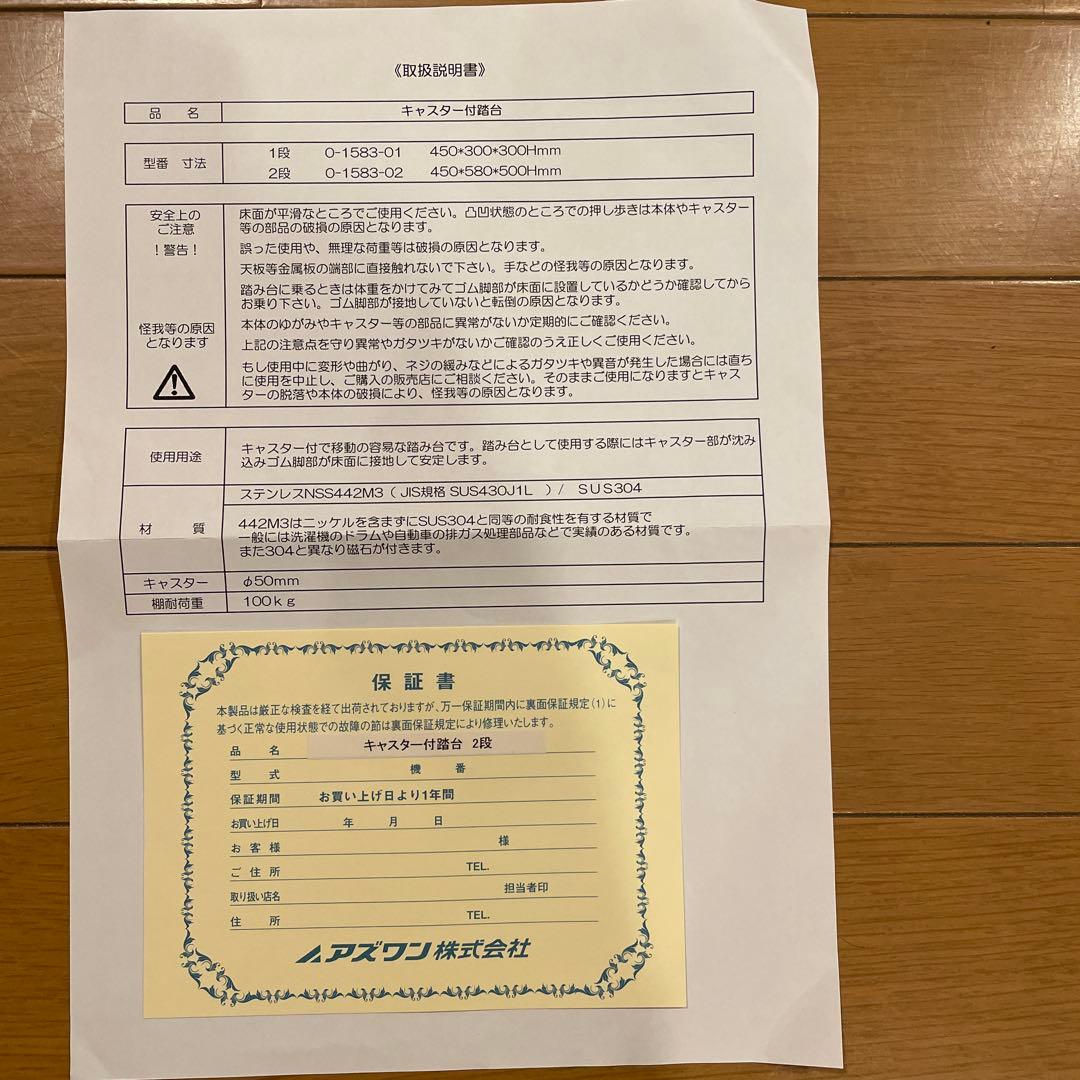 《取扱説明書》
品　名　キャスター付踏台
型番　寸法　1段　0-1583-01　450*300*300Hmm
2段　0-1583-02　450*580*500Hmm
安全上の
ご注意
！警告！
怪我等の原因
となります
床面が平滑なところでご使用ください。凸凹状態のところでの押し歩きは本体やキャスター
等の部品の破損の原因となります。
誤った使用や、無理な荷重等は破損の原因となります。
天板等金属板の端部に直接触れないで下さい。手などの怪我等の原因となります。
踏み台に乗るときは体重をかけてみてゴム脚部が床面に設置しているかどうか確認してから
お乗り下さい。ゴム脚部が接地していないと転倒の原因となります。
本体のゆがみやキャスター等の部品に異常がないか定期的にご確認ください。
上記の注意点を守り異常やガタツキがないかご確認のうえ正しくご使用ください。
もし使用中に変形や曲がり、ネジの緩みなどによるガタツキや異音が発生した場合には直ち
に使用を中止し、ご購入の販売店にご相談ください。そのままご使用になりますとキャス
ターの脱落や本体の破損により、怪我等の原因となります。
使用用途
キャスター付で移動の容易な踏み台です。踏み台として使用する際にはキャスター部が沈み
込みゴム脚部が床面に接地して安定します。
材　質
ステンレスNSS442M3（ JIS規格 SUS430J1L ）/ SUS304
442M3はニッケルを含まずにSUS304と同等の耐食性を有する材質で
一般には洗濯機のドラムや自動車の排ガス処理部品などで実績のある材質です。
また304と異なり磁石が付きます。
キャスター　φ50mm
棚耐荷重　100kg
保証書
本製品は厳正な検査を経て出荷されておりますが、万一保証期間内に裏面保証規定(1)に
基づく正常な使用状態での故障の節は裏面保証規定により修理いたします。
品　名　キャスター付踏台 2段
型　式　機　番
保証期間　お買い上げ日より1年間
お買い上げ日　年　月　日
お客様　様
ご住所　TEL.
取り扱い店名　担当者印
住　所　TEL.
アズワン株式会社